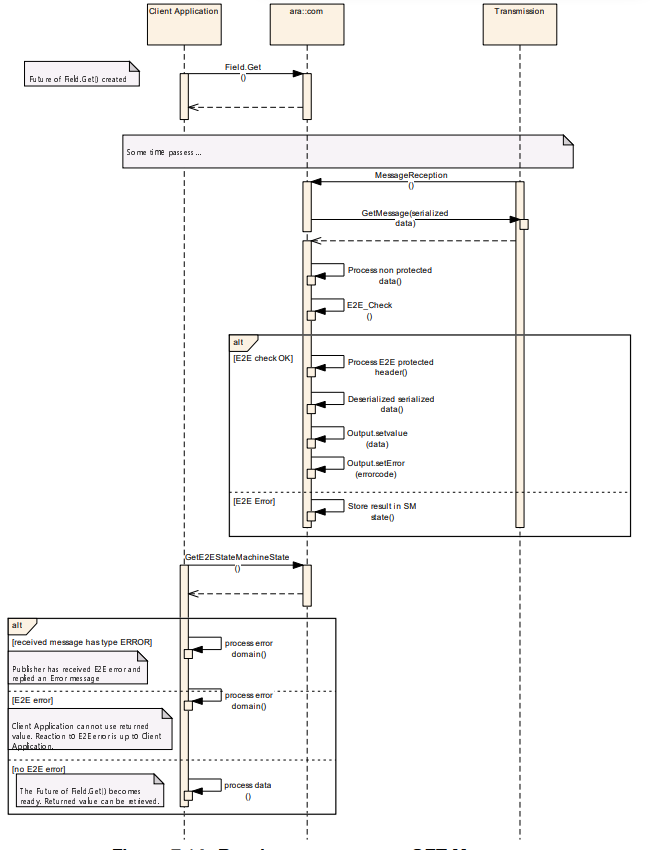 Client Application
ara::com
Transmission
Future of Field.Get() created
Field.Get
()
Some time passess...
MessageReception
()
GetMessage(serialized
data)
Process non protected
data()
E2E_Check
()
alt
[E2E check OK]
Process E2E protected
header()
Deserialized serialized
data()
Output.setvalue
(data)
Output.setError
(errorcode)
[E2E Error]
Store result in SM
state()
GetE2EStateMachineState
()
alt
[received message has type ERROR]
process error
domain()
Publisher has received E2E error and
replied an Error message
[E2E error]
process error
domain()
Client Application cannot use returned
value. Reaction to E2E error is up to Client
Application.
[no E2E error]
The Future of Field.Get() becomes
ready. Returned value can be retrieved.
process data
()